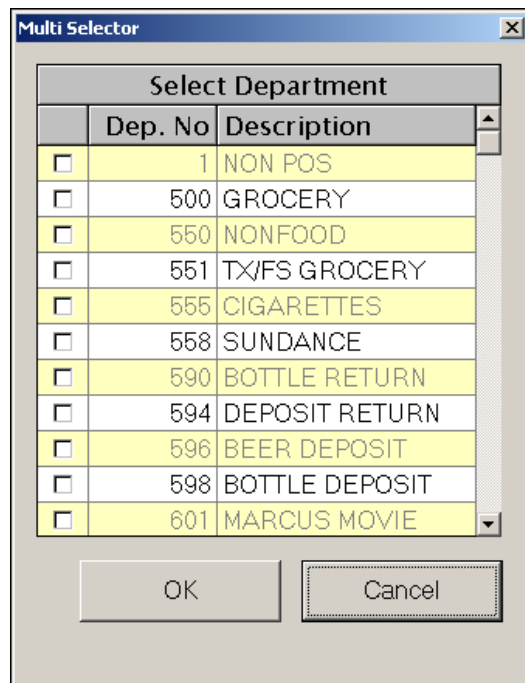 Multi Selector
Select Department
Dep. No Description
1 NON POS
500 GROCERY
550 NONFOOD
551 TX/FS GROCERY
555 CIGARETTES
558 SUNDANCE
590 BOTTLE RETURN
594 DEPOSIT RETURN
596 BEER DEPOSIT
598 BOTTLE DEPOSIT
601 MARCUS MOVIE
OK Cancel